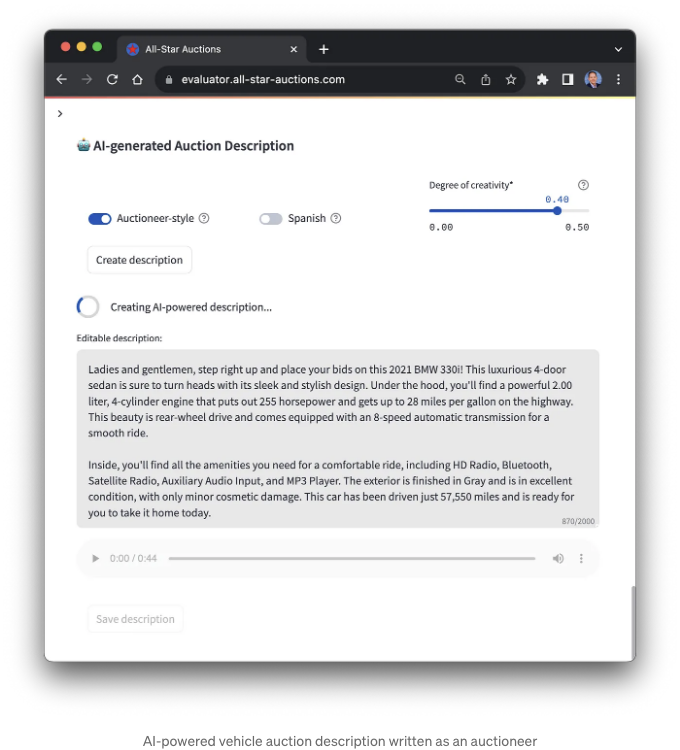 All-Star Auctions
evaluator.all-star-auctions.com
AI-generated Auction Description
Degree of creativity*
0.40
Auctioneer-style
Spanish
0.00
0.50
Create description
Creating AI-powered description...
Editable description:
Ladies and gentlemen, step right up and place your bids on this 2021 BMW 330i! This luxurious 4-door
sedan is sure to turn heads with its sleek and stylish design. Under the hood, you'll find a powerful 2.00
liter, 4-cylinder engine that puts out 255 horsepower and gets up to 28 miles per gallon on the highway.
This beauty is rear-wheel drive and comes equipped with an 8-speed automatic transmission for a
smooth ride.
Inside, you'll find all the amenities you need for a comfortable ride, including HD Radio, Bluetooth,
Satellite Radio, Auxiliary Audio Input, and MP3 Player. The exterior is finished in Gray and is in excellent
condition, with only minor cosmetic damage. This car has been driven just 57,550 miles and is ready for
you to take it home today.
870/2000
0:00 / 0:44
Save description
AI-powered vehicle auction description written as an auctioneer